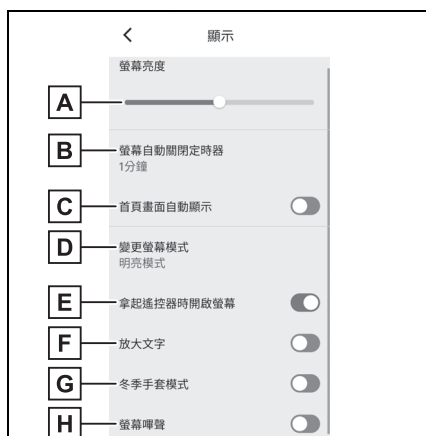 顯示
螢幕亮度
A
B
螢幕自動關閉定時器
1分鐘
C
首頁畫面自動顯示
D
變更螢幕模式
明亮模式
E
拿起遙控器時開啟螢幕
F
放大文字
G
冬季手套模式
H
螢幕嗶聲